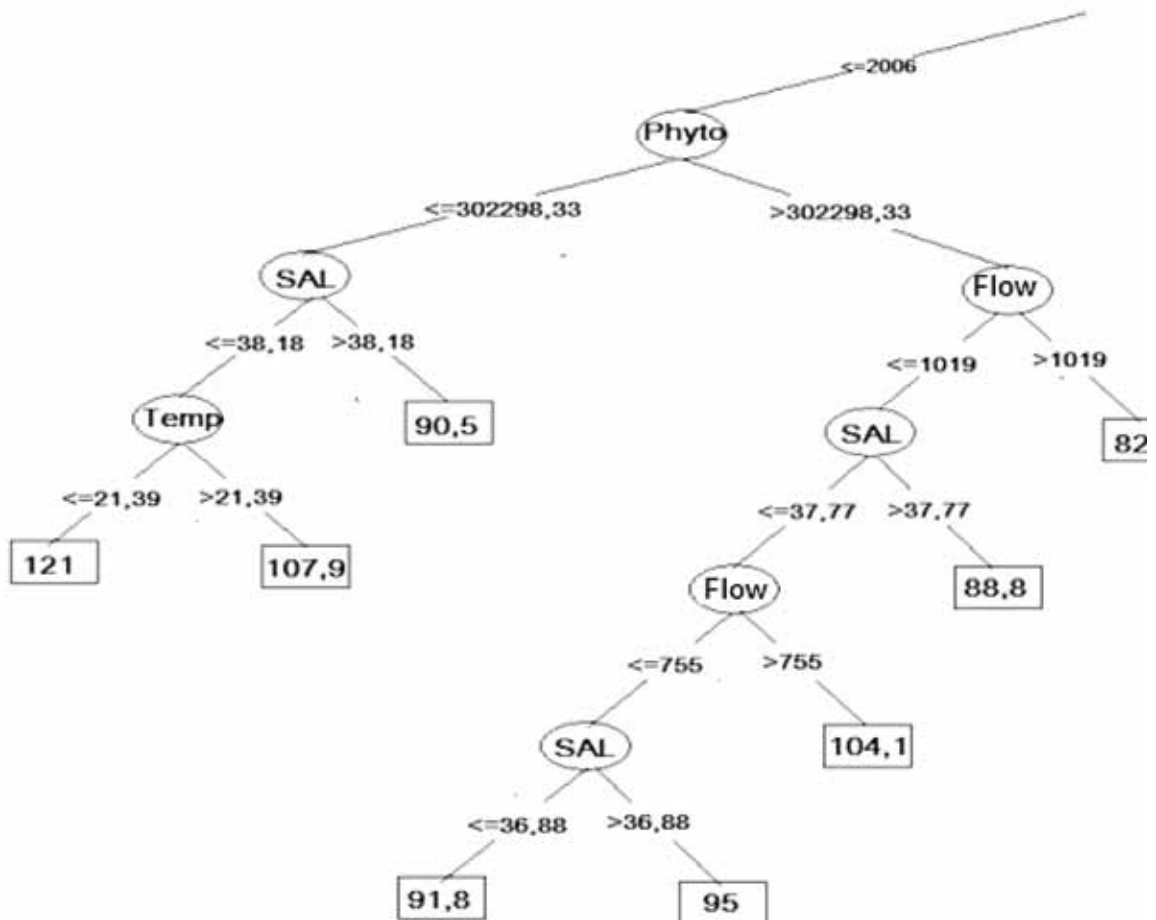 <=2006
Phyto
<=302298,33 >302298,33
SAL Flow
<=38,18 >38,18
<=1019 >1019
Temp 90,5 SAL 82
<=21,39 >21,39 <=37,77 >37,77
121 107,9 Flow 88,8
<=755 >755
SAL 104,1
<=36,88 >36,88
91,8 95